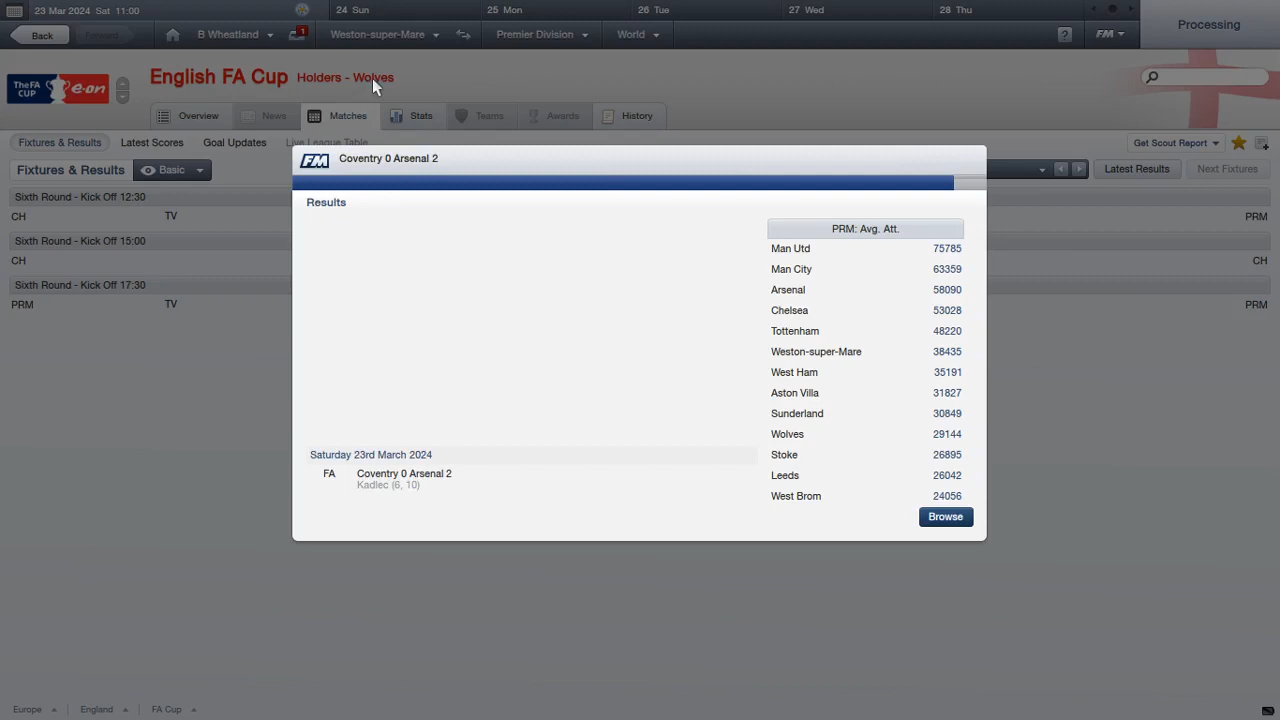 23 Mar 2024 Sat 11:00 24 Sun 25 Mon 26 Tue 27 Wed 28 Thu
Processing
Back Forward B Wheatland 1 Weston-super-Mare Premier Division World ? FM
TheFA CUP e·on
English FA Cup Holders - Wolves
Overview News Matches Stats Teams Awards History
Fixtures & Results Latest Scores Goal Updates Live League Table Get Scout Report
Fixtures & Results Basic Latest Results Next Fixtures
Sixth Round - Kick Off 12:30
CH TV PRM
Sixth Round - Kick Off 15:00
CH CH
Sixth Round - Kick Off 17:30
PRM TV PRM
FM Coventry 0 Arsenal 2
Results
PRM: Avg. Att.
Man Utd 75785
Man City 63359
Arsenal 58090
Chelsea 53028
Tottenham 48220
Weston-super-Mare 38435
West Ham 35191
Aston Villa 31827
Sunderland 30849
Wolves 29144
Stoke 26895
Leeds 26042
West Brom 24056
Saturday 23rd March 2024
FA Coventry 0 Arsenal 2
Kadlec (6, 10)
Browse
Europe England FA Cup